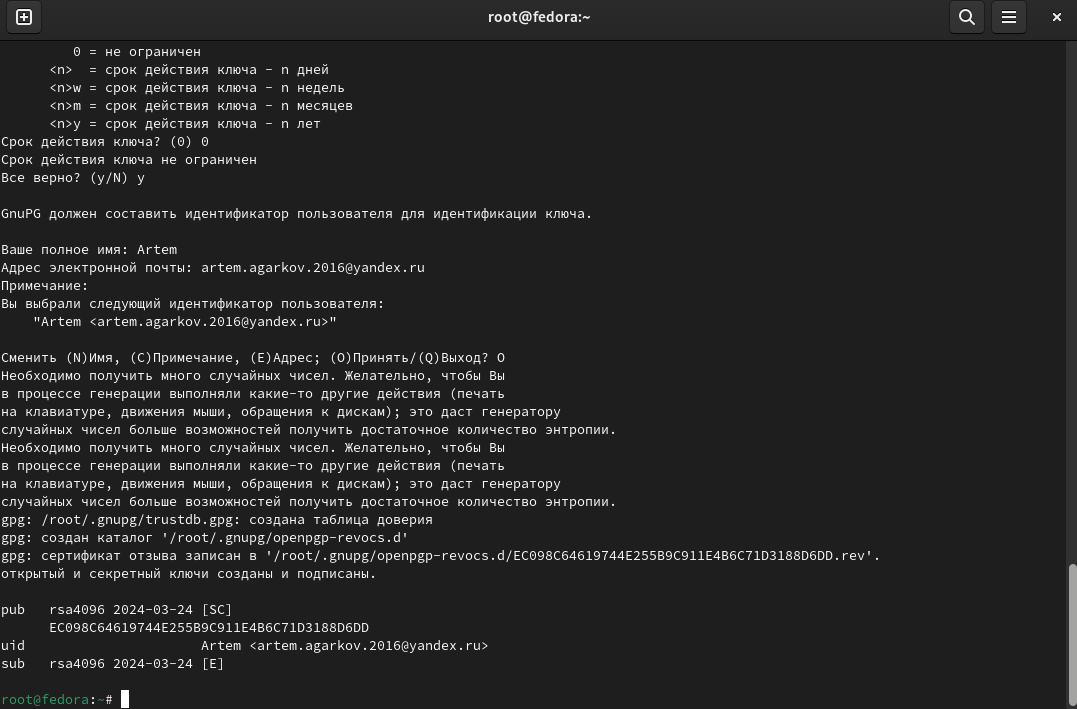 root@fedora:~
0 = не ограничен
<n>  = срок действия ключа - n дней
<n>w = срок действия ключа - n недель
<n>m = срок действия ключа - n месяцев
<n>y = срок действия ключа - n лет
Срок действия ключа? (0) 0
Срок действия ключа не ограничен
Все верно? (y/N) y
GnuPG должен составить идентификатор пользователя для идентификации ключа.
Ваше полное имя: Artem
Адрес электронной почты: artem.agarkov.2016@yandex.ru
Примечание:
Вы выбрали следующий идентификатор пользователя:
"Artem <artem.agarkov.2016@yandex.ru>"
Сменить (N)Имя, (C)Примечание, (E)Адрес; (O)Принять/(Q)Выход? O
Необходимо получить много случайных чисел. Желательно, чтобы Вы
в процессе генерации выполняли какие-то другие действия (печать
на клавиатуре, движения мыши, обращения к дискам); это даст генератору
случайных чисел больше возможностей получить достаточное количество энтропии.
Необходимо получить много случайных чисел. Желательно, чтобы Вы
в процессе генерации выполняли какие-то другие действия (печать
на клавиатуре, движения мыши, обращения к дискам); это даст генератору
случайных чисел больше возможностей получить достаточное количество энтропии.
gpg: /root/.gnupg/trustdb.gpg: создана таблица доверия
gpg: создан каталог '/root/.gnupg/openpgp-revocs.d'
gpg: сертификат отзыва записан в '/root/.gnupg/openpgp-revocs.d/EC098C64619744E255B9C911E4B6C71D3188D6DD.rev'.
открытый и секретный ключи созданы и подписаны.
pub   rsa4096 2024-03-24 [SC]
EC098C64619744E255B9C911E4B6C71D3188D6DD
uid                      Artem <artem.agarkov.2016@yandex.ru>
sub   rsa4096 2024-03-24 [E]
root@fedora:~#